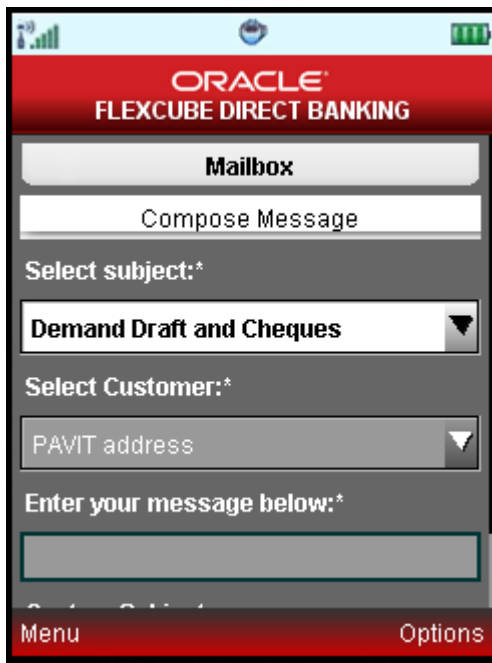 ORACLE
FLEXCUBE DIRECT BANKING
Mailbox
Compose Message
Select subject:*
Demand Draft and Cheques
Select Customer:*
PAVIT address
Enter your message below:*
Menu Options